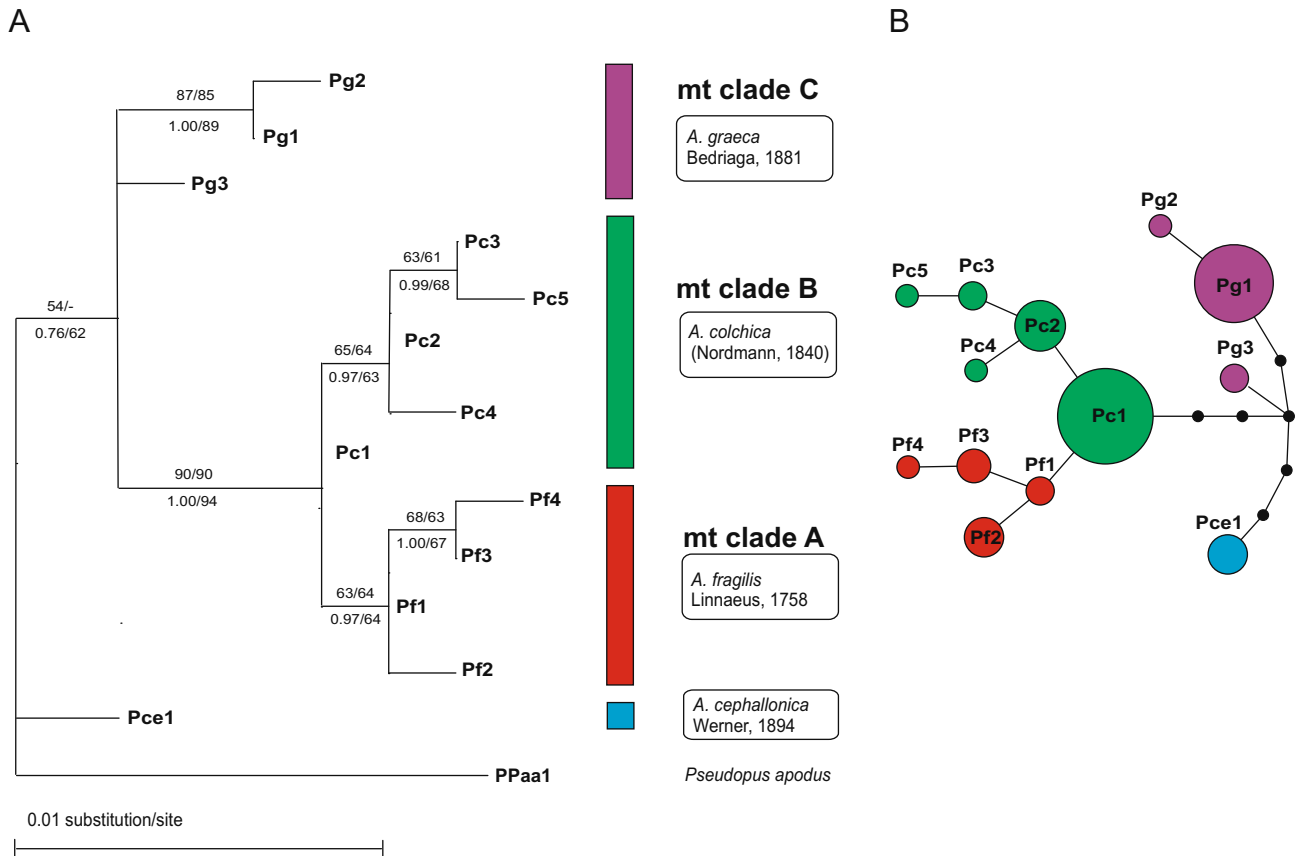 A
87/85
1.00/89
Pg2
Pg1
Pg3
54/-
0.76/62
63/61
0.99/68
Pc3
Pc5
65/64
0.97/63
Pc2
Pc4
Pc1
90/90
1.00/94
68/63
1.00/67
Pf4
Pf3
63/64
0.97/64
Pf1
Pf2
Pce1
PPaa1
0.01 substitution/site
mt clade C
A. graeca
Bedriaga, 1881
mt clade B
A. colchica
(Nordmann, 1840)
mt clade A
A. fragilis
Linnaeus, 1758
A. cephallonica
Werner, 1894
Pseudopus apodus
B
Pg2
Pg1
Pg3
Pc5
Pc3
Pc2
Pc4
Pc1
Pf4
Pf3
Pf1
Pf2
Pce1